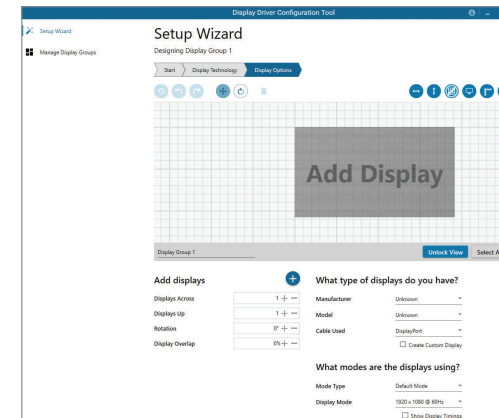 Display Driver Configuration Tool
Setup Wizard
Manage Display Groups
Setup Wizard
Designing Display Group 1
Start
Display Technology
Display Options
Add Display
Display Group 1
Unlock View
Select A
Add displays
Displays Across
1
Displays Up
1
Rotation
0°
Display Overlap
0%
What type of displays do you have?
Manufacturer
Unknown
Model
Unknown
Cable Used
DisplayPort
Create Custom Display
What modes are the displays using?
Mode Type
Default Mode
Display Mode
1920 x 1080 @ 60Hz
Show Display Timings